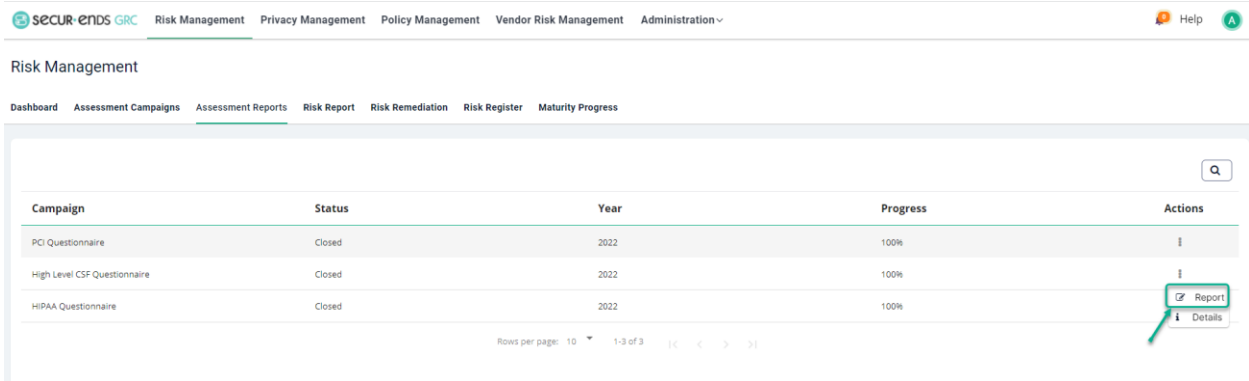 SECUR-ENDS GRC Risk Management Privacy Management Policy Management Vendor Risk Management Administration Help A
Risk Management
Dashboard Assessment Campaigns Assessment Reports Risk Report Risk Remediation Risk Register Maturity Progress
Campaign Status Year Progress Actions
PCI Questionnaire Closed 2022 100%
High Level CSF Questionnaire Closed 2022 100%
HIPAA Questionnaire Closed 2022 100%
Report
Details
Rows per page: 10 1-3 of 3